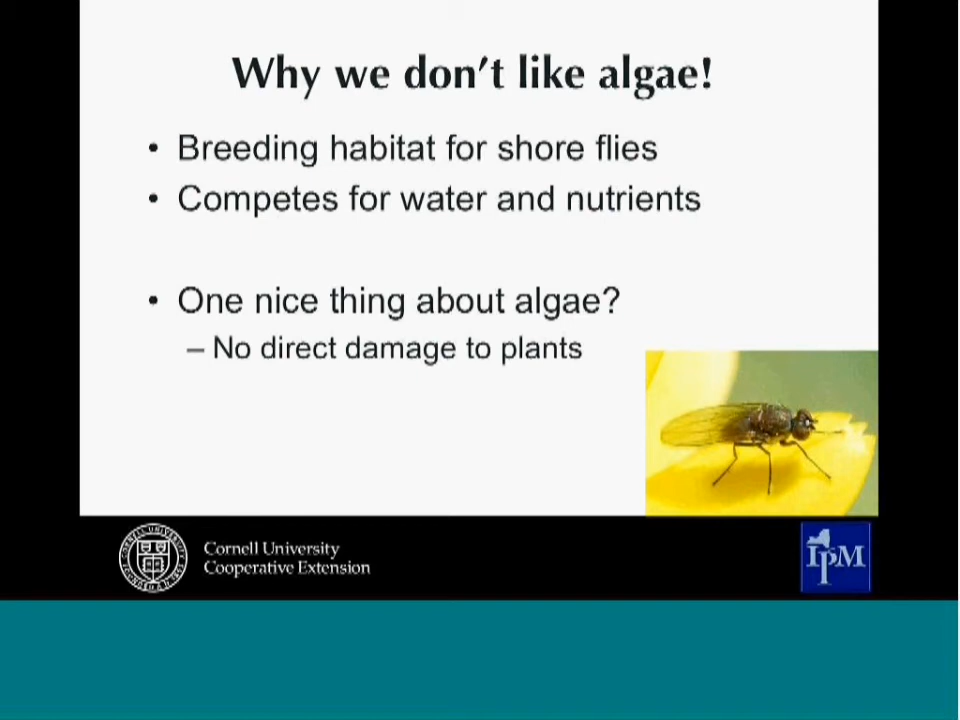 Why we don't like algae!
• Breeding habitat for shore flies
• Competes for water and nutrients
• One nice thing about algae?
– No direct damage to plants
Cornell University
Cooperative Extension
IPM